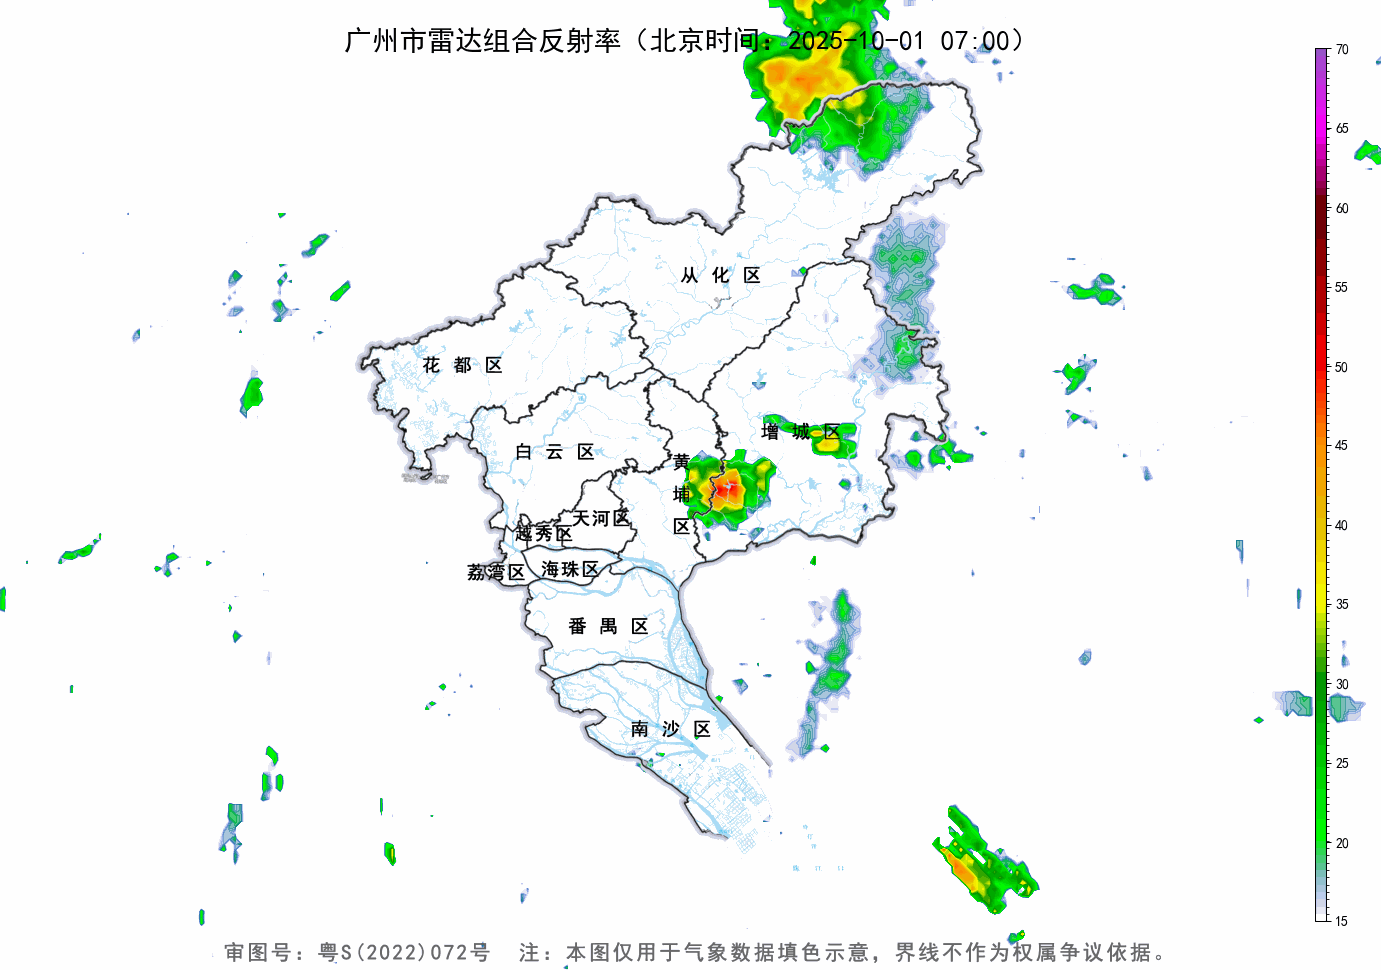 广州市雷达组合反射率（北京时间：2025-10-01 07:00）
70
65
60
55
50
45
40
35
30
25
20
15
从化区
花都区
增城区
白云区
黄埔区
天河区
越秀区
荔湾区
海珠区
番禺区
南沙区
审图号：粤S(2022)072号 注：本图仅用于气象数据填色示意，界线不作为权属争议依据。